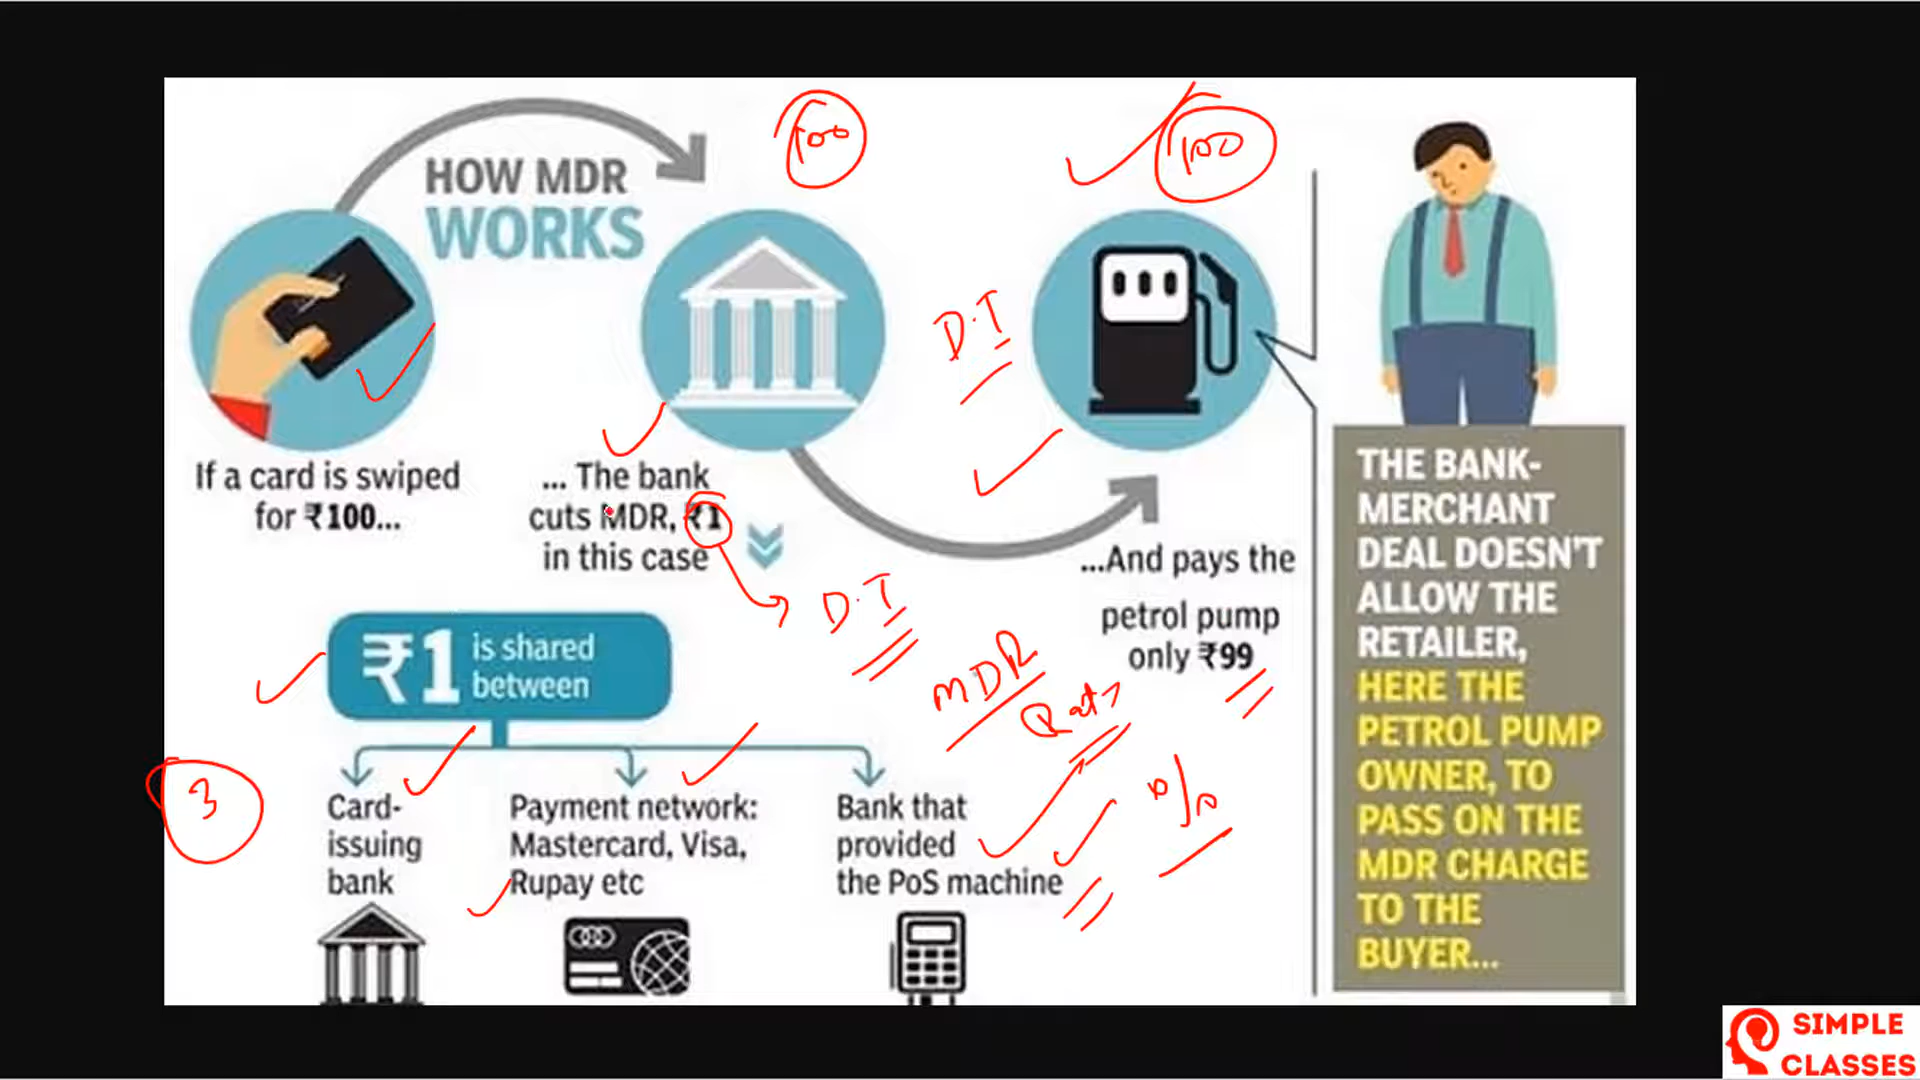 HOW MDR
WORKS
100
100
D.I
If a card is swiped
for ₹100...
... The bank
cuts MDR, ₹1
in this case
D.I
...And pays the
petrol pump
only ₹99
MDR
Rate
%
₹1 is shared
between
3
Card-
issuing
bank
Payment network:
Mastercard, Visa,
Rupay etc
Bank that
provided
the PoS machine
THE BANK-
MERCHANT
DEAL DOESN'T
ALLOW THE
RETAILER,
HERE THE
PETROL PUMP
OWNER, TO
PASS ON THE
MDR CHARGE
TO THE
BUYER...
SIMPLE
CLASSES